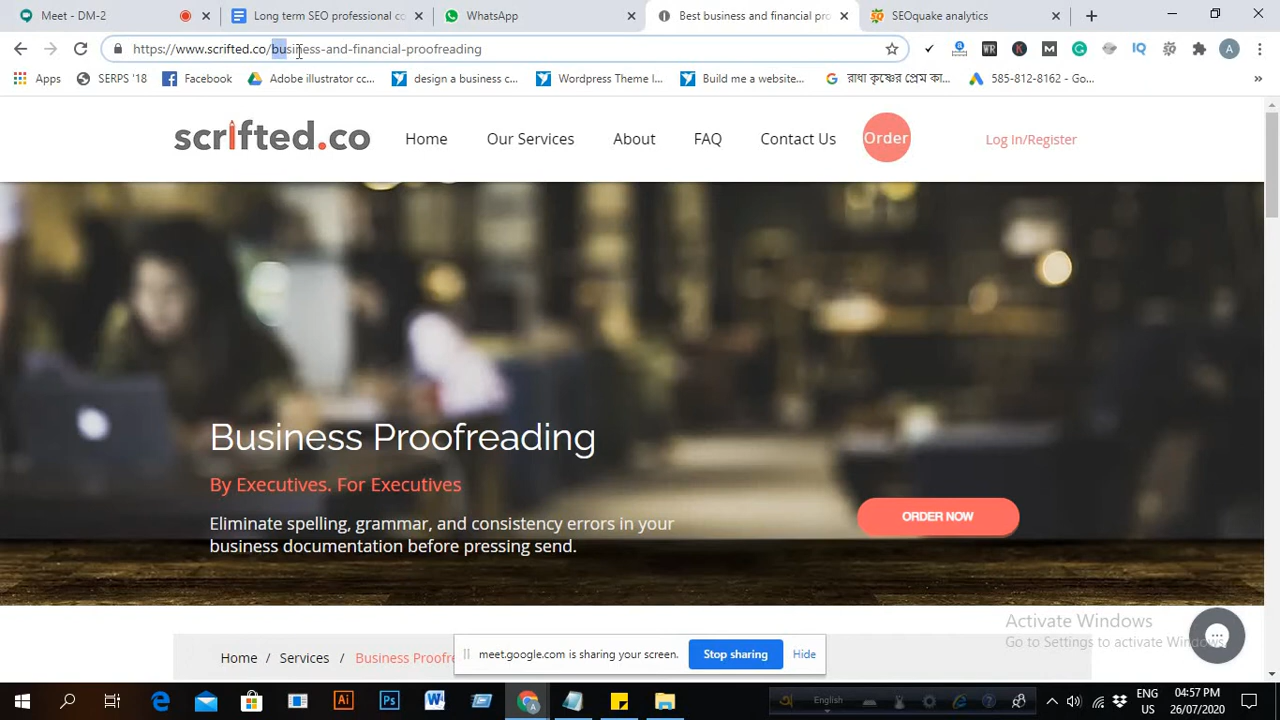 Meet - DM-2
Long term SEO professional co
WhatsApp
Best business and financial pro
SEOquake analytics
https://www.scrifted.co/business-and-financial-proofreading
Apps
SERPS '18
Facebook
Adobe illustrator cc...
design a business c...
Wordpress Theme I...
Build me a website...
রাধা কৃষ্ণের প্রেম কা...
585-812-8162 - Go...
scrifted.co
Home
Our Services
About
FAQ
Contact Us
Order
Log In/Register
Business Proofreading
By Executives. For Executives
Eliminate spelling, grammar, and consistency errors in your
business documentation before pressing send.
ORDER NOW
Activate Windows
Go to Settings to activate Windows
Home / Services / Business Proofre
meet.google.com is sharing your screen.
Stop sharing
Hide
English
ENG
US
04:57 PM
26/07/2020